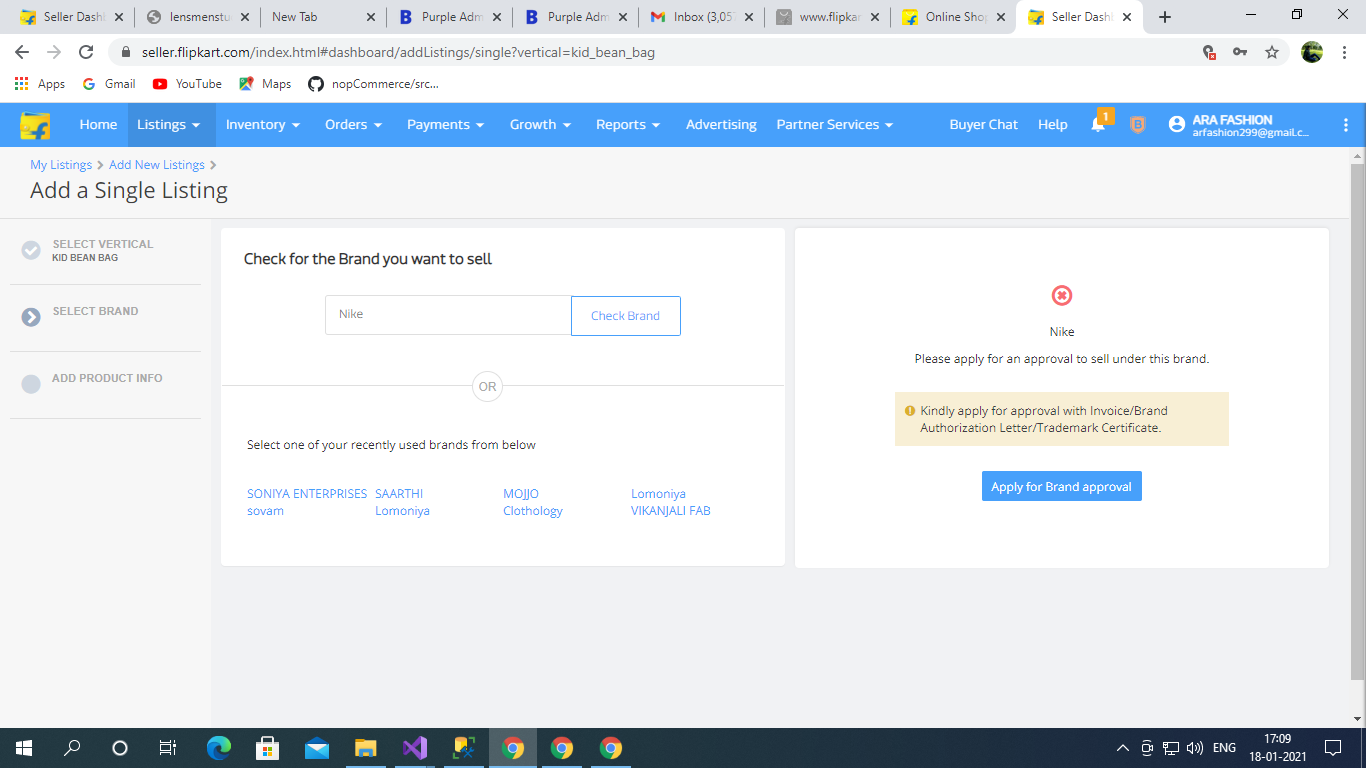 Seller Dashb
lensmenstu
New Tab
Purple Adm
Purple Adm
Inbox (3,05
www.flipkar
Online Shop
Seller Dashb
seller.flipkart.com/index.html#dashboard/addListings/single?vertical=kid_bean_bag
Apps
Gmail
YouTube
Maps
nopCommerce/src...
Home
Listings
Inventory
Orders
Payments
Growth
Reports
Advertising
Partner Services
Buyer Chat
Help
1
ARA FASHION
arfashion299@gmail.c...
My Listings
Add New Listings
Add a Single Listing
SELECT VERTICAL
KID BEAN BAG
SELECT BRAND
ADD PRODUCT INFO
Check for the Brand you want to sell
Nike
Check Brand
OR
Select one of your recently used brands from below
SONIYA ENTERPRISES SAARTHI MOJJO Lomoniya
sovam Lomoniya Clothology VIKANJALI FAB
Nike
Please apply for an approval to sell under this brand.
Kindly apply for approval with Invoice/Brand
Authorization Letter/Trademark Certificate.
Apply for Brand approval
ENG
17:09
18-01-2021